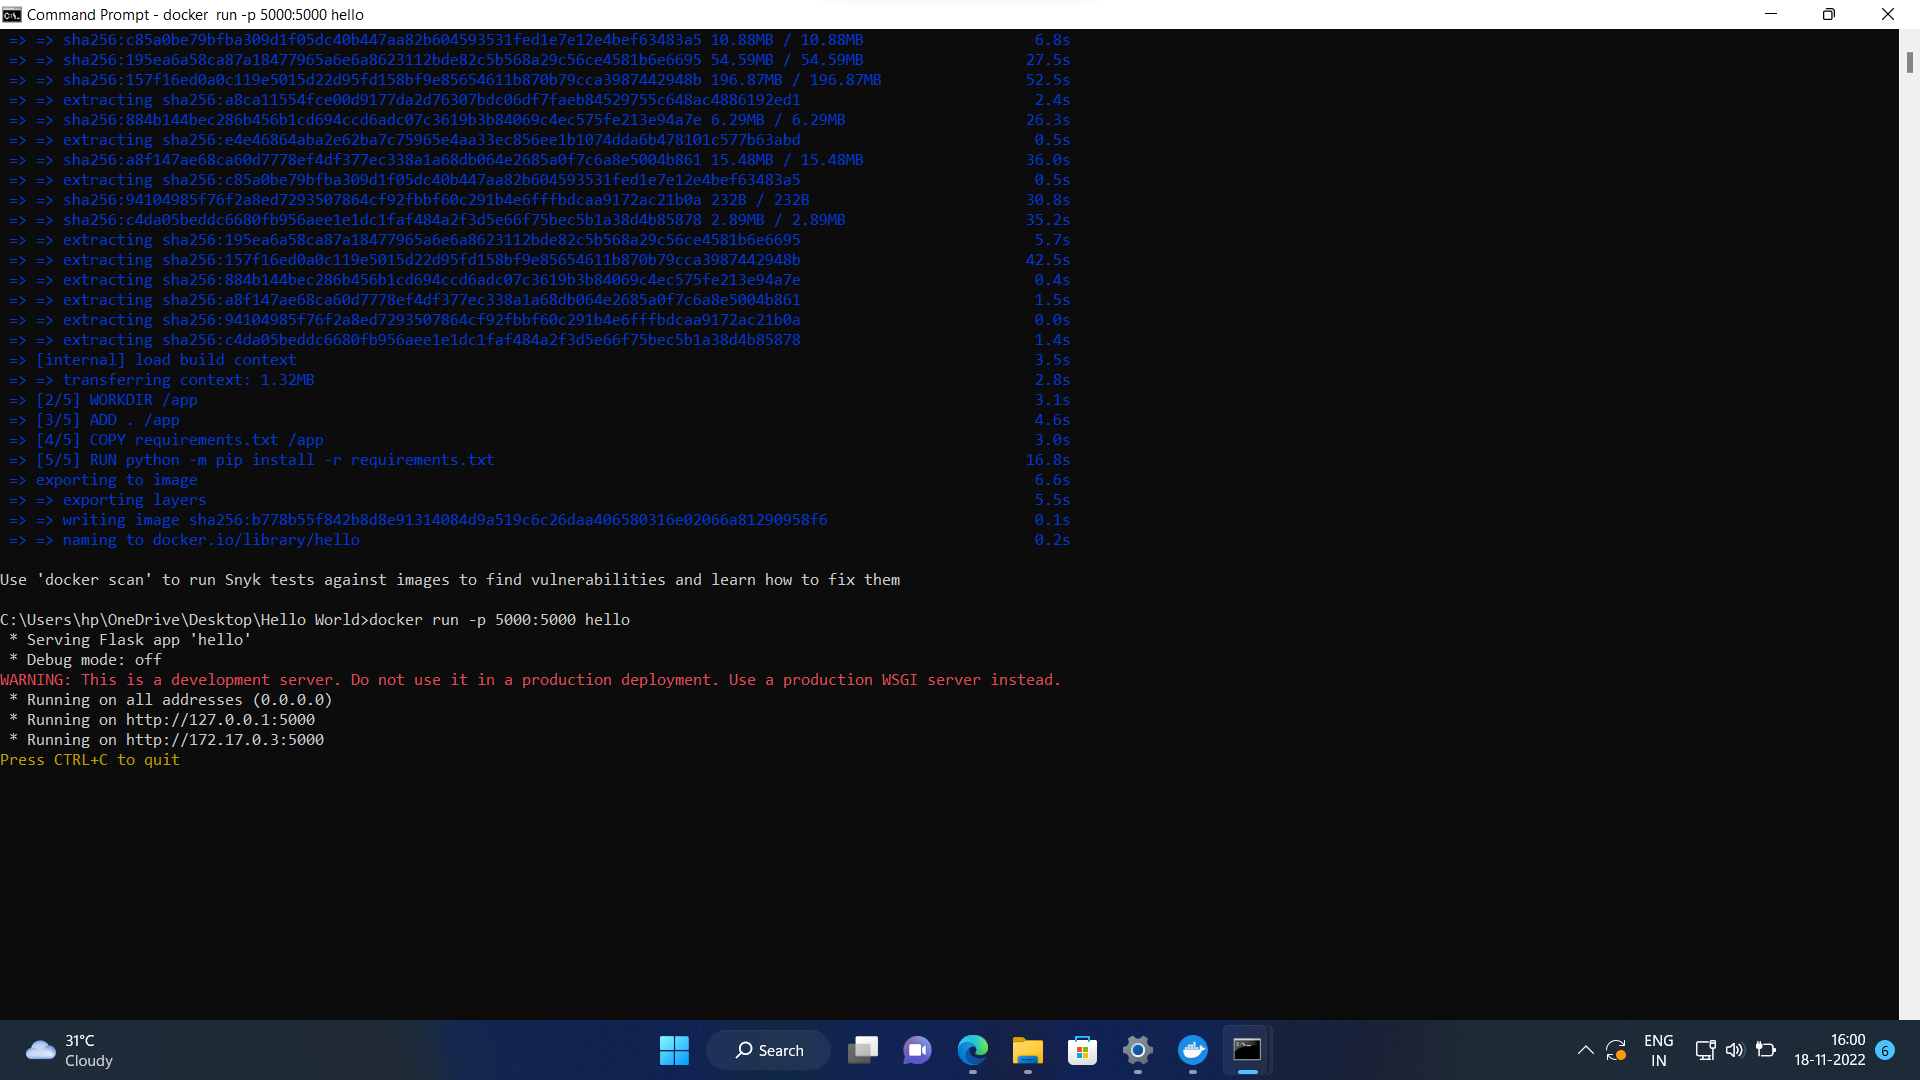 Command Prompt - docker  run -p 5000:5000 hello
=> => sha256:c85a0be79bfba309d1f05dc40b447aa82b604593531fed1e7e12e4bef63483a5 10.88MB / 10.88MB 6.8s
=> => sha256:195ea6a58ca87a18477965a6e6a8623112bde82c5b568a29c56ce4581b6e6695 54.59MB / 54.59MB 27.5s
=> => sha256:157f16ed0a0c119e5015d22d95fd158bf9e85654611b870b79cca3987442948b 196.87MB / 196.87MB 52.5s
=> => extracting sha256:a8ca11554fce00d9177da2d76307bdc06df7faeb84529755c648ac4886192ed1 2.4s
=> => sha256:884b144bec286b456b1cd694ccd6adc07c3619b3b84069c4ec575fe213e94a7e 6.29MB / 6.29MB 26.3s
=> => extracting sha256:e4e46864aba2e62ba7c75965e4aa33ec856ee1b1074dda6b478101c577b63abd 0.5s
=> => sha256:a8f147ae68ca60d7778ef4df377ec338a1a68db064e2685a0f7c6a8e5004b861 15.48MB / 15.48MB 36.0s
=> => extracting sha256:c85a0be79bfba309d1f05dc40b447aa82b604593531fed1e7e12e4bef63483a5 0.5s
=> => sha256:94104985f76f2a8ed7293507864cf92fbbf60c291b4e6fffbdcaa9172ac21b0a 232B / 232B 30.8s
=> => sha256:c4da05beddc6680fb956aee1e1dc1faf484a2f3d5e66f75bec5b1a38d4b85878 2.89MB / 2.89MB 35.2s
=> => extracting sha256:195ea6a58ca87a18477965a6e6a8623112bde82c5b568a29c56ce4581b6e6695 5.7s
=> => extracting sha256:157f16ed0a0c119e5015d22d95fd158bf9e85654611b870b79cca3987442948b 42.5s
=> => extracting sha256:884b144bec286b456b1cd694ccd6adc07c3619b3b84069c4ec575fe213e94a7e 0.4s
=> => extracting sha256:a8f147ae68ca60d7778ef4df377ec338a1a68db064e2685a0f7c6a8e5004b861 1.5s
=> => extracting sha256:94104985f76f2a8ed7293507864cf92fbbf60c291b4e6fffbdcaa9172ac21b0a 0.0s
=> => extracting sha256:c4da05beddc6680fb956aee1e1dc1faf484a2f3d5e66f75bec5b1a38d4b85878 1.4s
=> [internal] load build context 3.5s
=> => transferring context: 1.32MB 2.8s
=> [2/5] WORKDIR /app 3.1s
=> [3/5] ADD . /app 4.6s
=> [4/5] COPY requirements.txt /app 3.0s
=> [5/5] RUN python -m pip install -r requirements.txt 16.8s
=> exporting to image 6.6s
=> => exporting layers 5.5s
=> => writing image sha256:b778b55f842b8d8e91314084d9a519c6c26daa406580316e02066a81290958f6 0.1s
=> => naming to docker.io/library/hello 0.2s
Use 'docker scan' to run Snyk tests against images to find vulnerabilities and learn how to fix them
C:\Users\hp\OneDrive\Desktop\Hello World>docker run -p 5000:5000 hello
* Serving Flask app 'hello'
* Debug mode: off
WARNING: This is a development server. Do not use it in a production deployment. Use a production WSGI server instead.
* Running on all addresses (0.0.0.0)
* Running on http://127.0.0.1:5000
* Running on http://172.17.0.3:5000
Press CTRL+C to quit
31°C
Cloudy
Search
ENG
IN
16:00
18-11-2022
6